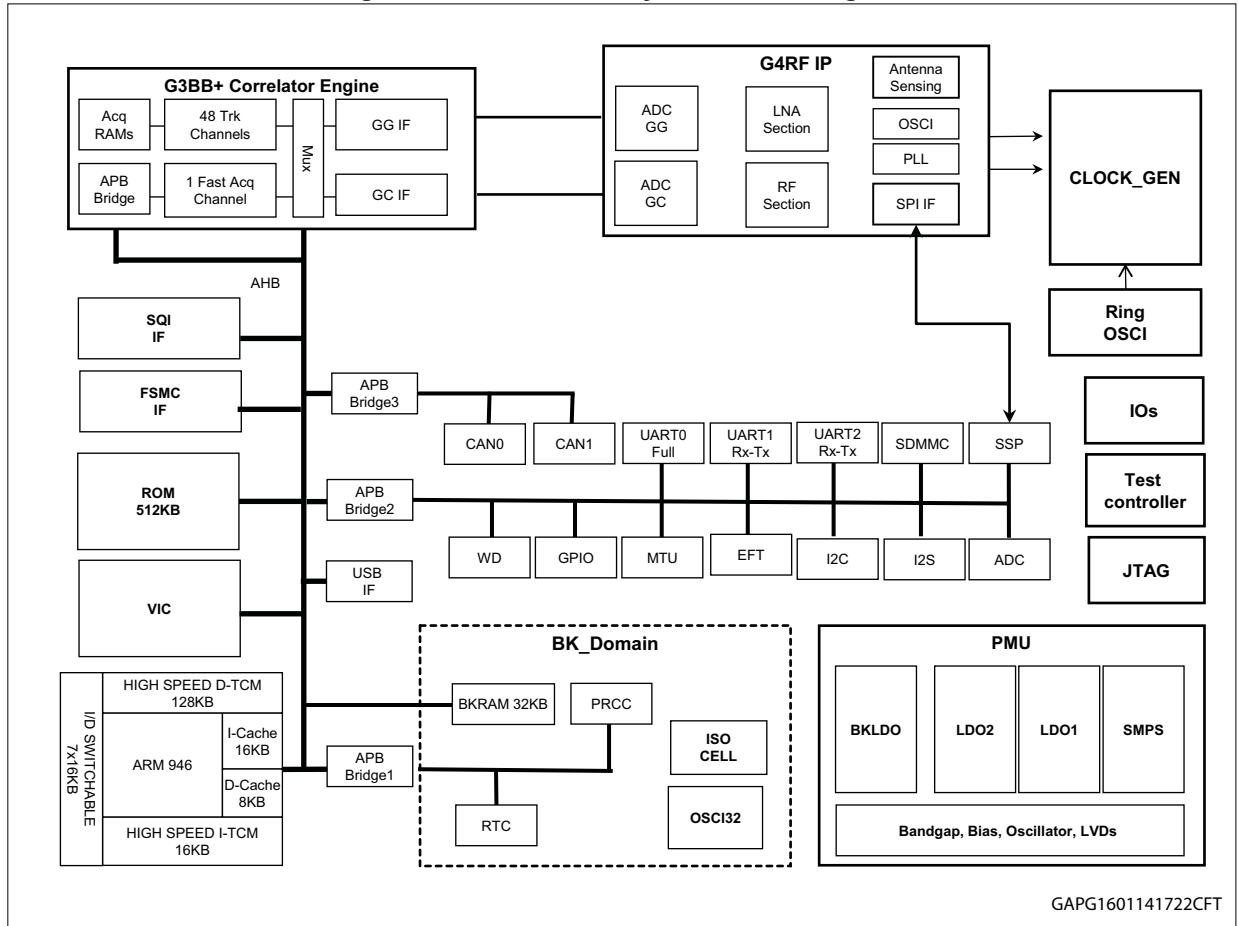 G3BB+ Correlator Engine
Acq
RAMs
48 Trk
Channels
Mux
GG IF
APB
Bridge
1 Fast Acq
Channel
GC IF
G4RF IP
ADC
GG
LNA
Section
Antenna
Sensing
OSCI
PLL
ADC
GC
RF
Section
SPI IF
CLOCK_GEN
Ring
OSCI
AHB
SQI
IF
FSMC
IF
ROM
512KB
VIC
APB
Bridge3
CAN0
CAN1
UART0
Full
UART1
Rx-Tx
UART2
Rx-Tx
SDMMC
SSP
APB
Bridge2
WD
GPIO
MTU
EFT
I2C
I2S
ADC
USB
IF
IOs
Test
controller
JTAG
I/D SWITCHABLE
7x16KB
HIGH SPEED D-TCM
128KB
ARM 946
I-Cache
16KB
D-Cache
8KB
HIGH SPEED I-TCM
16KB
APB
Bridge1
BK_Domain
BKRAM 32KB
PRCC
ISO
CELL
RTC
OSCI32
PMU
BKLDO
LDO2
LDO1
SMPS
Bandgap, Bias, Oscillator, LVDs
GAPG1601141722CFT